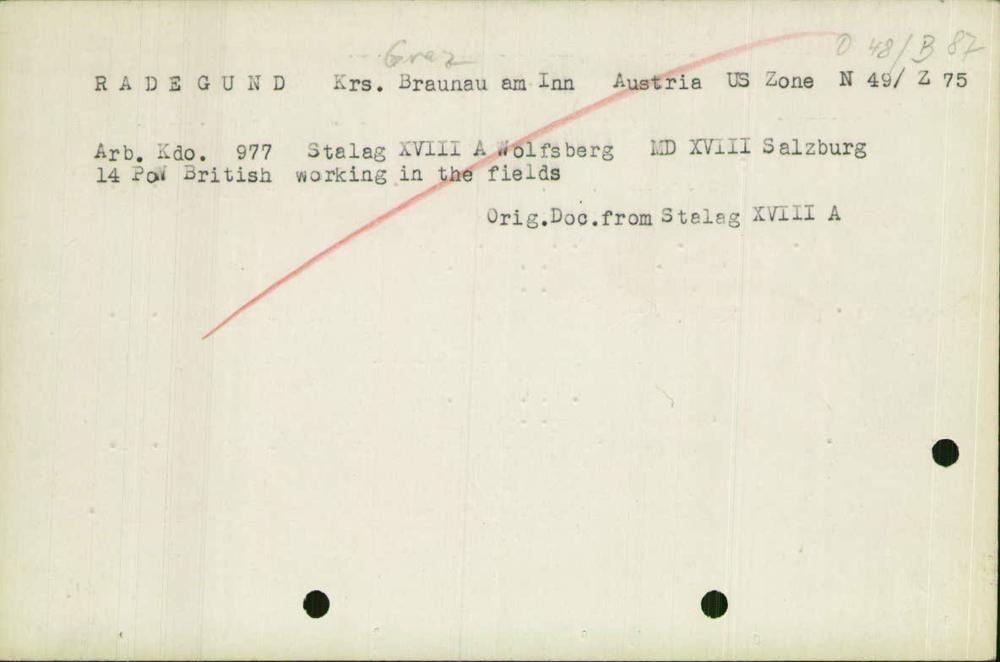 Graz O 48/B 87
R A D E G U N D Krs. Braunau am Inn Austria US Zone N 49/ Z 75
Arb. Kdo. 977 Stalag XVIII A Wolfsberg MD XVIII Salzburg
14 PoW British working in the fields
Orig.Doc.from Stalag XVIII A